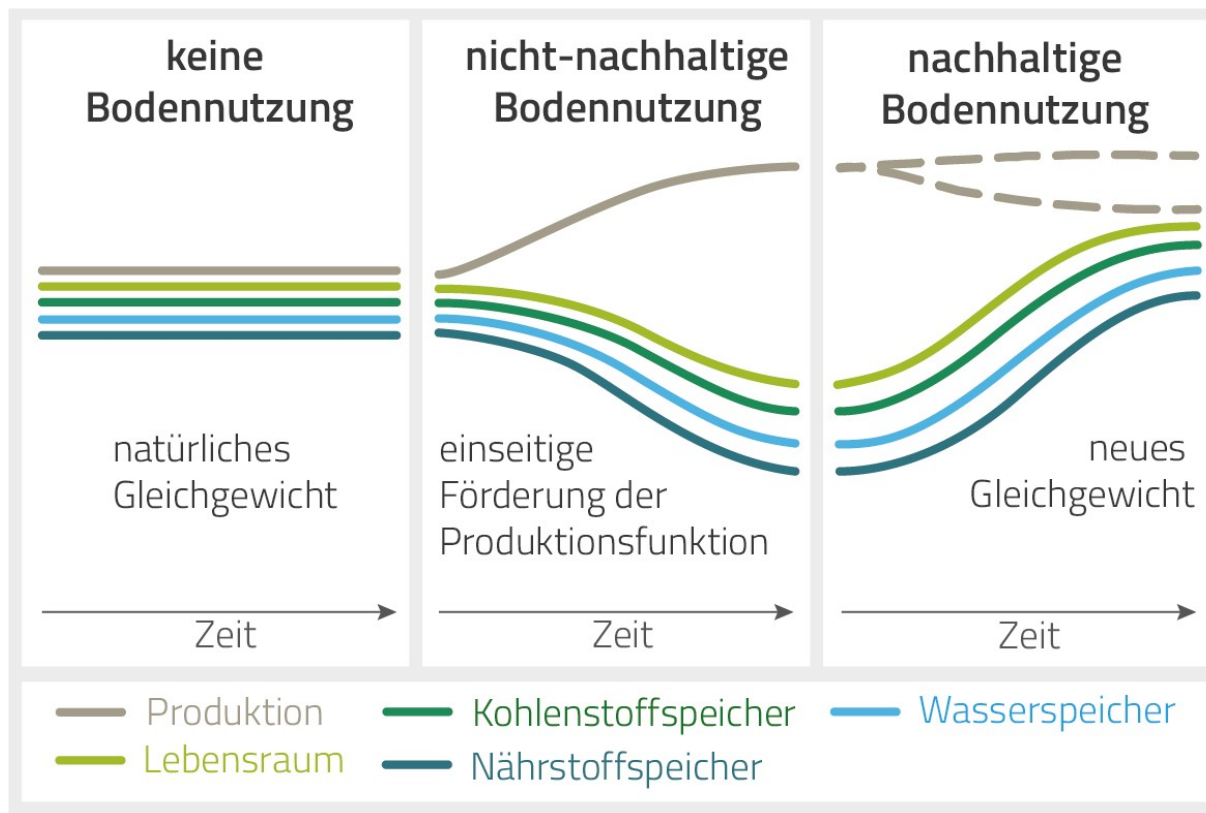 keine
Bodennutzung
natürliches
Gleichgewicht
Zeit
nicht-nachhaltige
Bodennutzung
einseitige
Förderung der
Produktionsfunktion
Zeit
nachhaltige
Bodennutzung
neues
Gleichgewicht
Zeit
Produktion
Kohlenstoffspeicher
Wasserspeicher
Lebensraum
Nährstoffspeicher